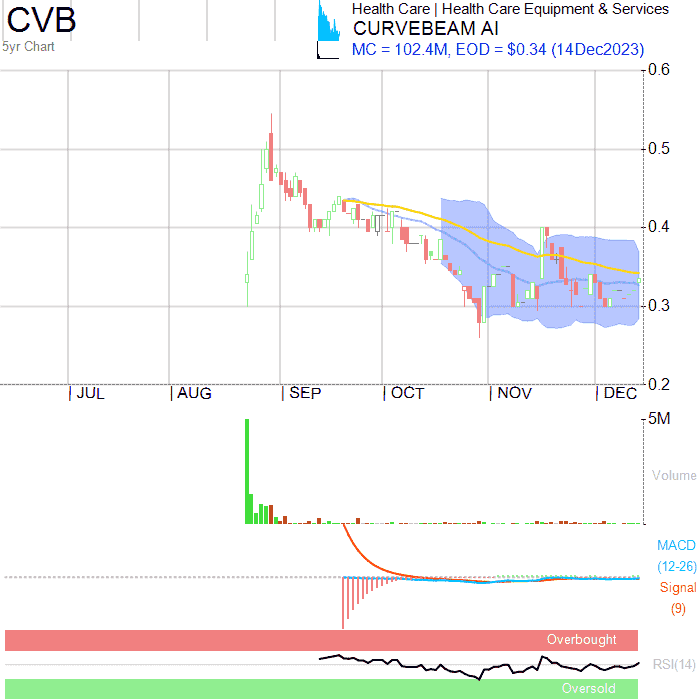 CVB
5yr Chart
Health Care | Health Care Equipment & Services
CURVEBEAM AI
MC = 102.4M, EOD = $0.34 (14Dec2023)
0.6
0.5
0.4
0.3
0.2
| JUL | AUG | SEP | OCT | NOV | DEC
5M
Volume
MACD
(12-26)
Signal
(9)
Overbought
RSI(14)
Oversold